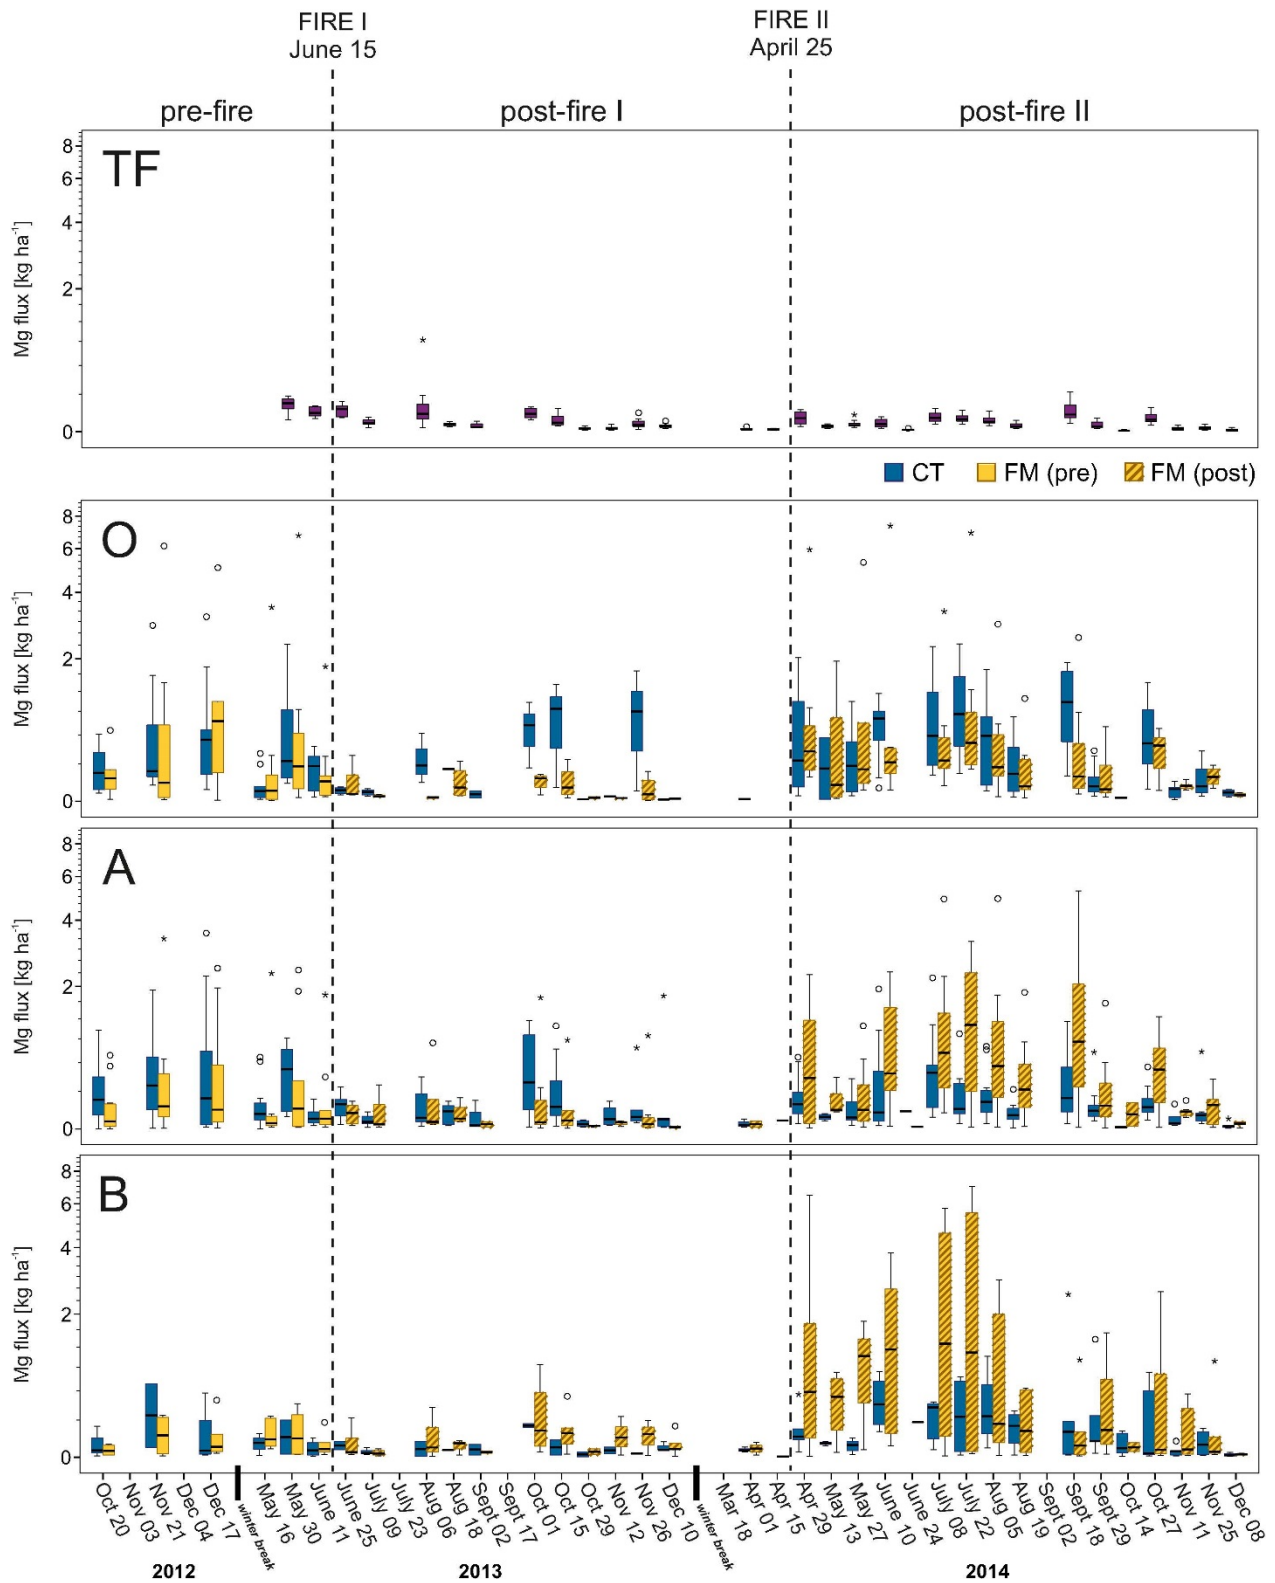 FIRE I
June 15
FIRE II
April 25
pre-fire
post-fire I
post-fire II
TF
Mg flux [kg ha⁻¹]
8
6
4
2
0
CT
FM (pre)
FM (post)
O
Mg flux [kg ha⁻¹]
8
6
4
2
0
A
Mg flux [kg ha⁻¹]
8
6
4
2
0
B
Mg flux [kg ha⁻¹]
8
6
4
2
0
Oct 20
Nov 03
Nov 21
Dec 04
Dec 17
winter break
May 16
May 30
June 11
June 25
July 09
July 23
Aug 06
Aug 18
Sept 02
Sept 17
Oct 01
Oct 15
Oct 29
Nov 12
Nov 26
Dec 10
winter break
Mar 18
Apr 01
Apr 15
Apr 29
May 13
May 27
June 10
June 24
July 08
July 22
Aug 05
Aug 19
Sept 02
Sept 18
Sept 29
Oct 14
Oct 27
Nov 11
Nov 25
Dec 08
2012
2013
2014